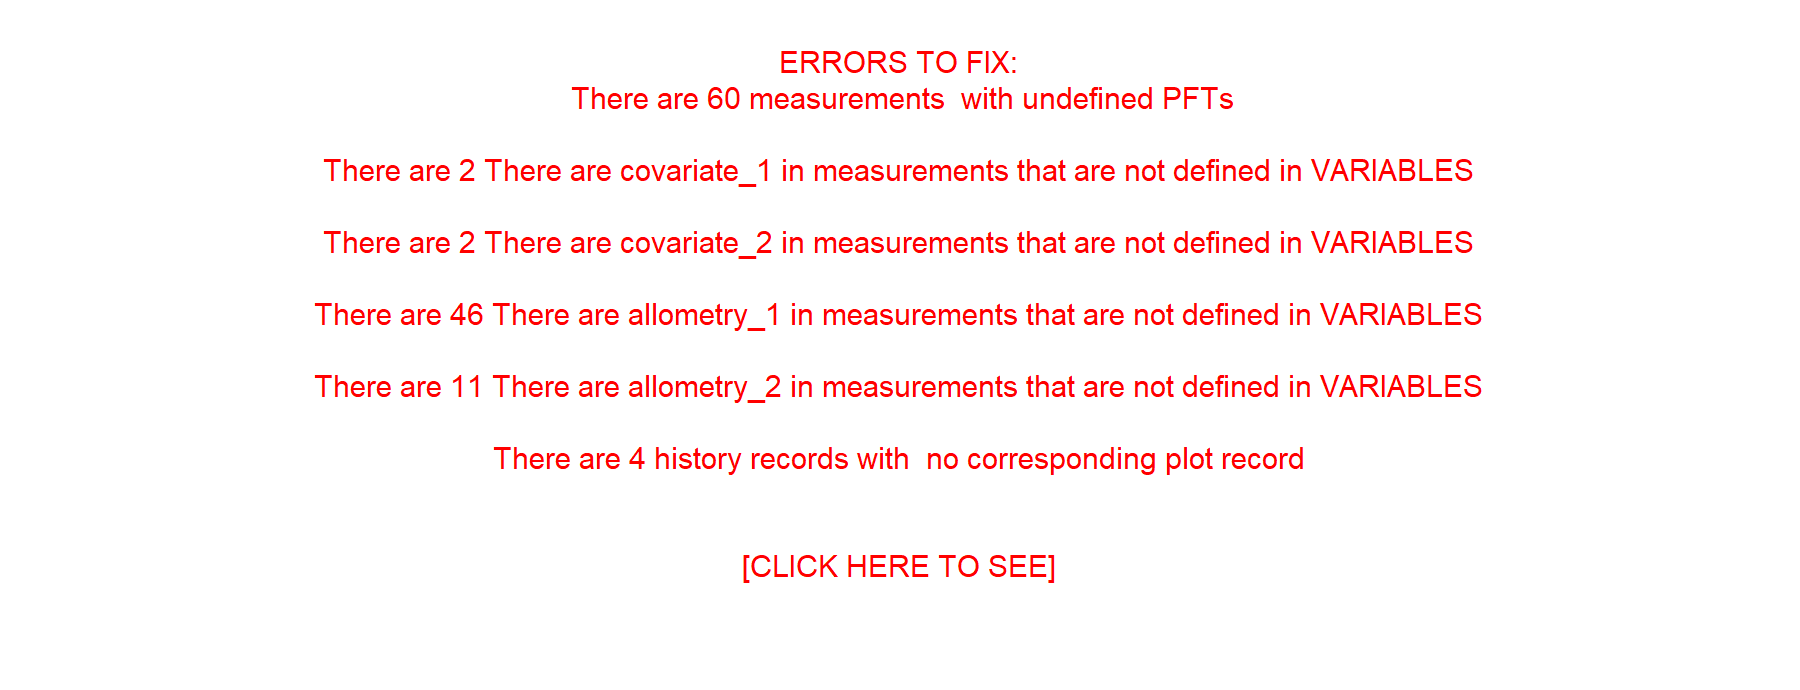 ERRORS TO FIX:
There are 60 measurements  with undefined PFTs
There are 2 There are covariate_1 in measurements that are not defined in VARIABLES
There are 2 There are covariate_2 in measurements that are not defined in VARIABLES
There are 46 There are allometry_1 in measurements that are not defined in VARIABLES
There are 11 There are allometry_2 in measurements that are not defined in VARIABLES
There are 4 history records with  no corresponding plot record
[CLICK HERE TO SEE]